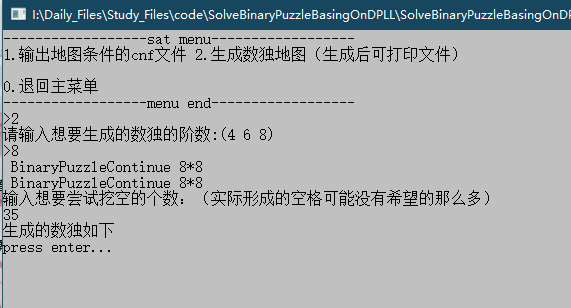 I:\Daily_Files\Study_Files\code\SolveBinaryPuzzleBasingOnDPLL\SolveBinaryPuzzleBasingOnDP
-----------------sat menu-----------------
1.输出地图条件的cnf文件 2.生成数独地图（生成后可打印文件）
0.退回主菜单
-----------------menu end-----------------
>2
请输入想要生成的数独的阶数:(4 6 8)
>8
BinaryPuzzleContinue 8*8
BinaryPuzzleContinue 8*8
输入想要尝试挖空的个数：（实际形成的空格可能没有希望的那么多）
35
生成的数独如下
press enter...